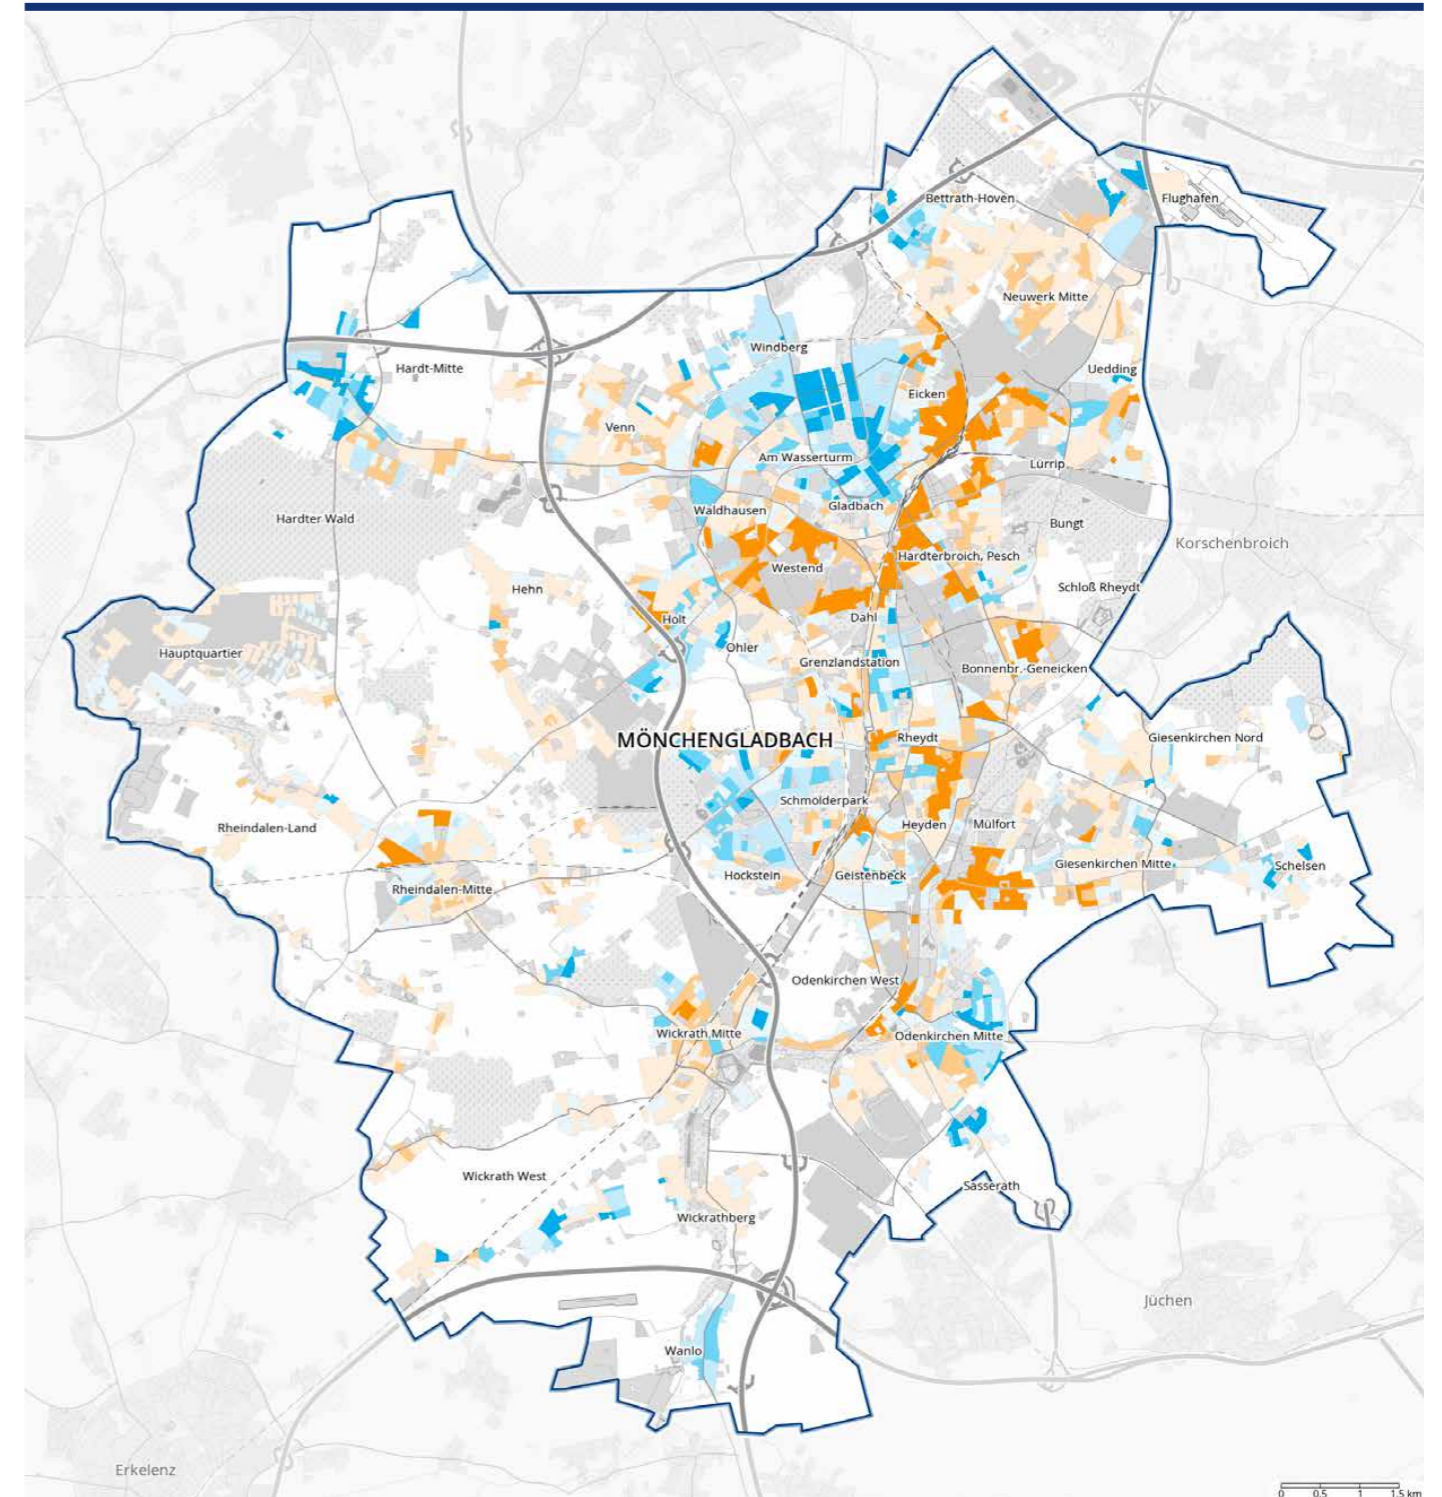 Bettrath-Hoven
Flughafen
Neuwerk Mitte
Windberg
Hardt-Mitte
Uedding
Eicken
Venn
Am Wasserturm
Lürrip
Waldhausen
Gladbach
Hardter Wald
Bungt
Korschenbroich
Hardterbroich, Pesch
Westend
Hehn
Schloß Rheydt
Holt
Dahl
Ohler
Hauptquartier
Grenzlandstation
Bonnenbr.-Geneicken
MÖNCHENGLADBACH
Rheydt
Giesenkirchen Nord
Schmölderpark
Rheindalen-Land
Heyden
Mülfort
Giesenkirchen Mitte
Schelsen
Hockstein
Geistenbeck
Rheindalen-Mitte
Odenkirchen West
Wickrath Mitte
Odenkirchen Mitte
Wickrath West
Sasserath
Wickrathberg
Jüchen
Wanlo
Erkelenz
0 0.5 1 1.5 km